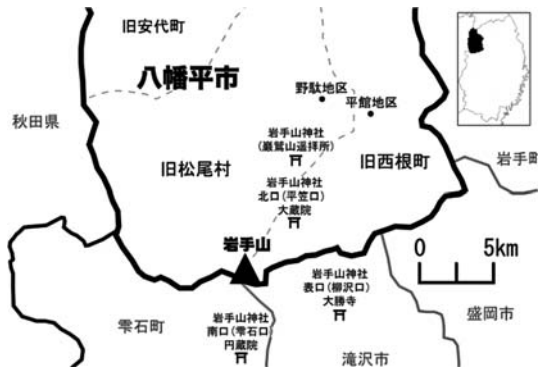 旧安代町
八幡平市
野駄地区
平舘地区
秋田県
岩手山神社
(巖鷲山遥拝所)
旧松尾村
旧西根町
岩手町
岩手山神社
北口(平笠口)
大蔵院
岩手山
0 5km
岩手山神社
表口(柳沢口)
大勝寺
盛岡市
雫石町
岩手山神社
南口(雫石口)
円蔵院
滝沢市